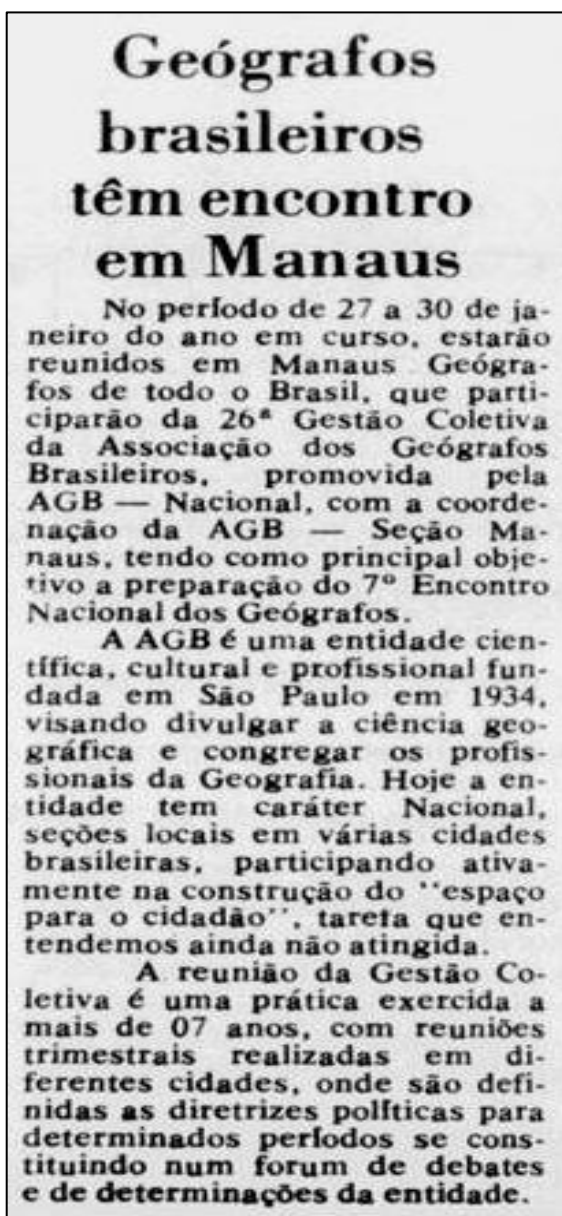 Geógrafos
brasileiros
têm encontro
em Manaus
No período de 27 a 30 de ja-
neiro do ano em curso, estarão
reunidos em Manaus Geógra-
fos de todo o Brasil, que parti-
ciparão da 26ª Gestão Coletiva
da Associação dos Geógrafos
Brasileiros, promovida pela
AGB — Nacional, com a coorde-
nação da AGB — Seção Ma-
naus, tendo como principal obje-
tivo a preparação do 7º Encontro
Nacional dos Geógrafos.
A AGB é uma entidade cien-
tífica, cultural e profissional fun-
dada em São Paulo em 1934,
visando divulgar a ciência geo-
gráfica e congregar os profis-
sionais da Geografia. Hoje a en-
tidade tem caráter Nacional,
seções locais em várias cidades
brasileiras, participando ativa-
mente na construção do "espaço
para o cidadão", tarefa que en-
tendemos ainda não atingida.
A reunião da Gestão Co-
letiva é uma prática exercida a
mais de 07 anos, com reuniões
trimestrais realizadas em di-
ferentes cidades, onde são defi-
nidas as diretrizes políticas para
determinados períodos se cons-
tituindo num forum de debates
e de determinações da entidade.